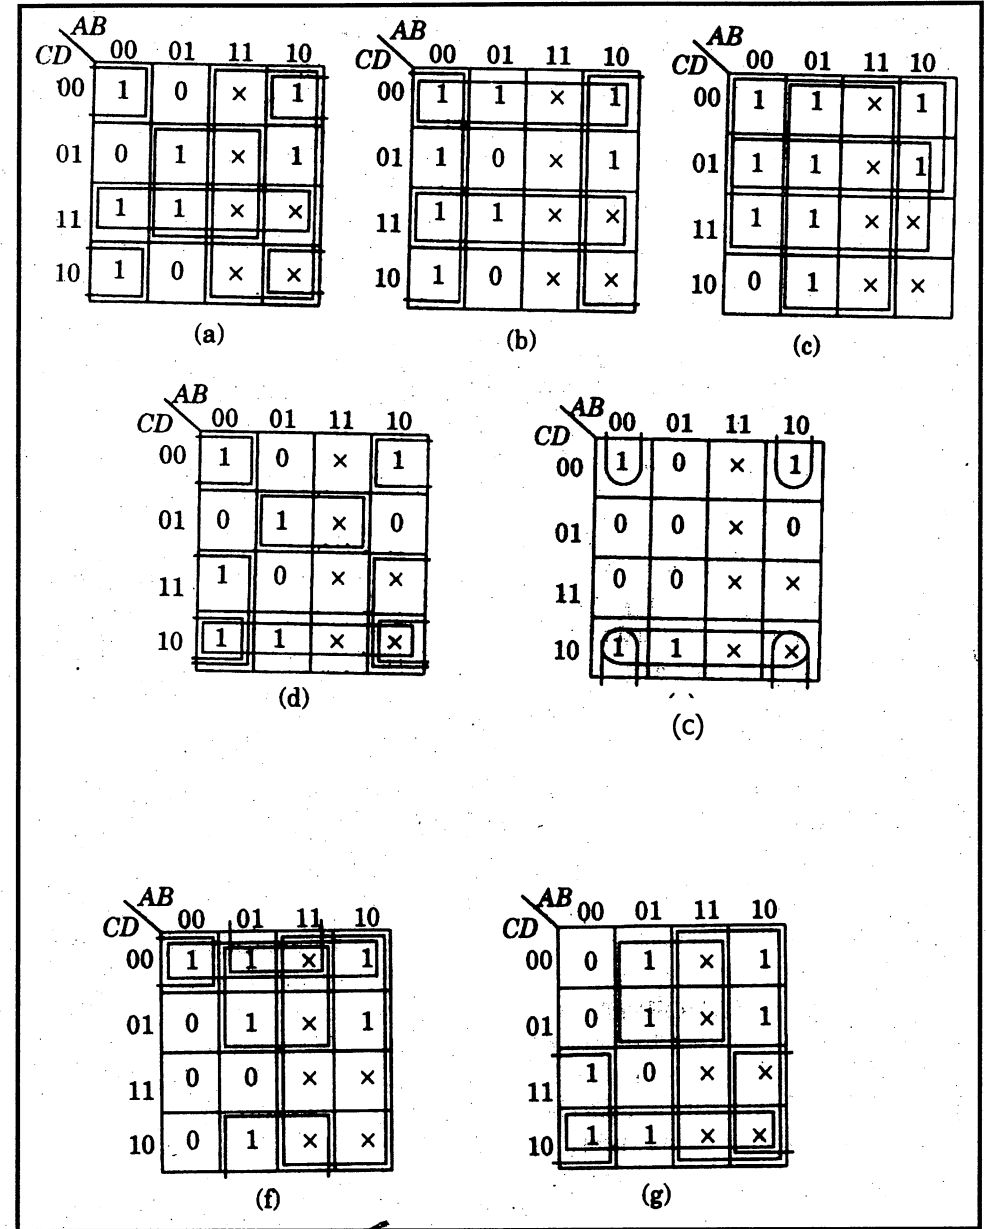 AB AB AB
CD 00 01 11 10 CD 00 01 11 10 CD 00 01 11 10
00 1 0 × 1 00 1 1 × 1 00 1 1 × 1
01 0 1 × 1 01 1 0 × 1 01 1 1 × 1
11 1 1 × × 11 1 1 × × 11 1 1 × ×
10 1 0 × × 10 1 0 × × 10 0 1 × ×
(a) (b) (c)
AB AB
CD 00 01 11 10 CD 00 01 11 10
00 1 0 × 1 00 1 0 × 1
01 0 1 × 0 01 0 0 × 0
11 1 0 × × 11 0 0 × ×
10 1 1 × × 10 1 1 × ×
(d) (c)
AB AB
CD 00 01 11 10 CD 00 01 11 10
00 1 1 × 1 00 0 1 × 1
01 0 1 × 1 01 0 1 × 1
11 0 0 × × 11 1 0 × ×
10 0 1 × × 10 1 1 × ×
(f) (g)